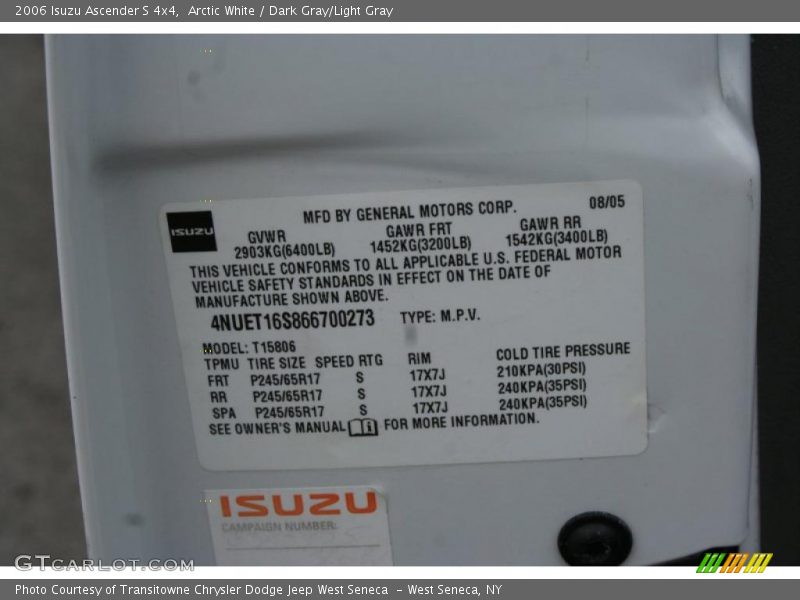 2006 Isuzu Ascender S 4x4, Arctic White / Dark Gray/Light Gray
MFD BY GENERAL MOTORS CORP. 08/05
ISUZU
GVWR GAWR FRT GAWR RR
2903KG(6400LB) 1452KG(3200LB) 1542KG(3400LB)
THIS VEHICLE CONFORMS TO ALL APPLICABLE U.S. FEDERAL MOTOR
VEHICLE SAFETY STANDARDS IN EFFECT ON THE DATE OF
MANUFACTURE SHOWN ABOVE.
4NUET16S866700273 TYPE: M.P.V.
MODEL: T15806
TPMU TIRE SIZE SPEED RTG RIM COLD TIRE PRESSURE
FRT P245/65R17 S 17X7J 210KPA(30PSI)
RR P245/65R17 S 17X7J 240KPA(35PSI)
SPA P245/65R17 S 17X7J 240KPA(35PSI)
SEE OWNER'S MANUAL i FOR MORE INFORMATION.
ISUZU
CAMPAIGN NUMBER:
GTCARLOT.COM
Photo Courtesy of Transitowne Chrysler Dodge Jeep West Seneca - West Seneca, NY